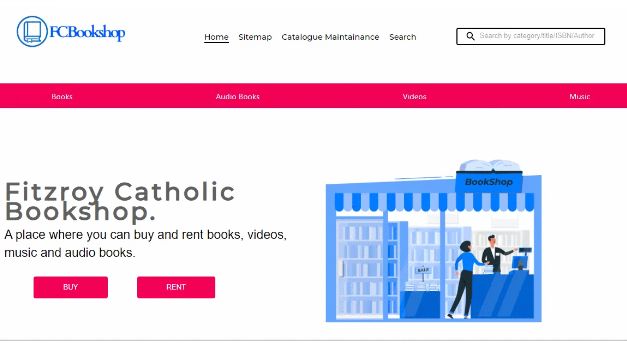 FCBookshop
Home Sitemap Catalogue Maintainance Search
Search by category/title/ISBN/Author
Books Audio Books Videos Music
Fitzroy Catholic
Bookshop.
A place where you can buy and rent books, videos,
music and audio books.
BUY RENT
BookShop
SALE